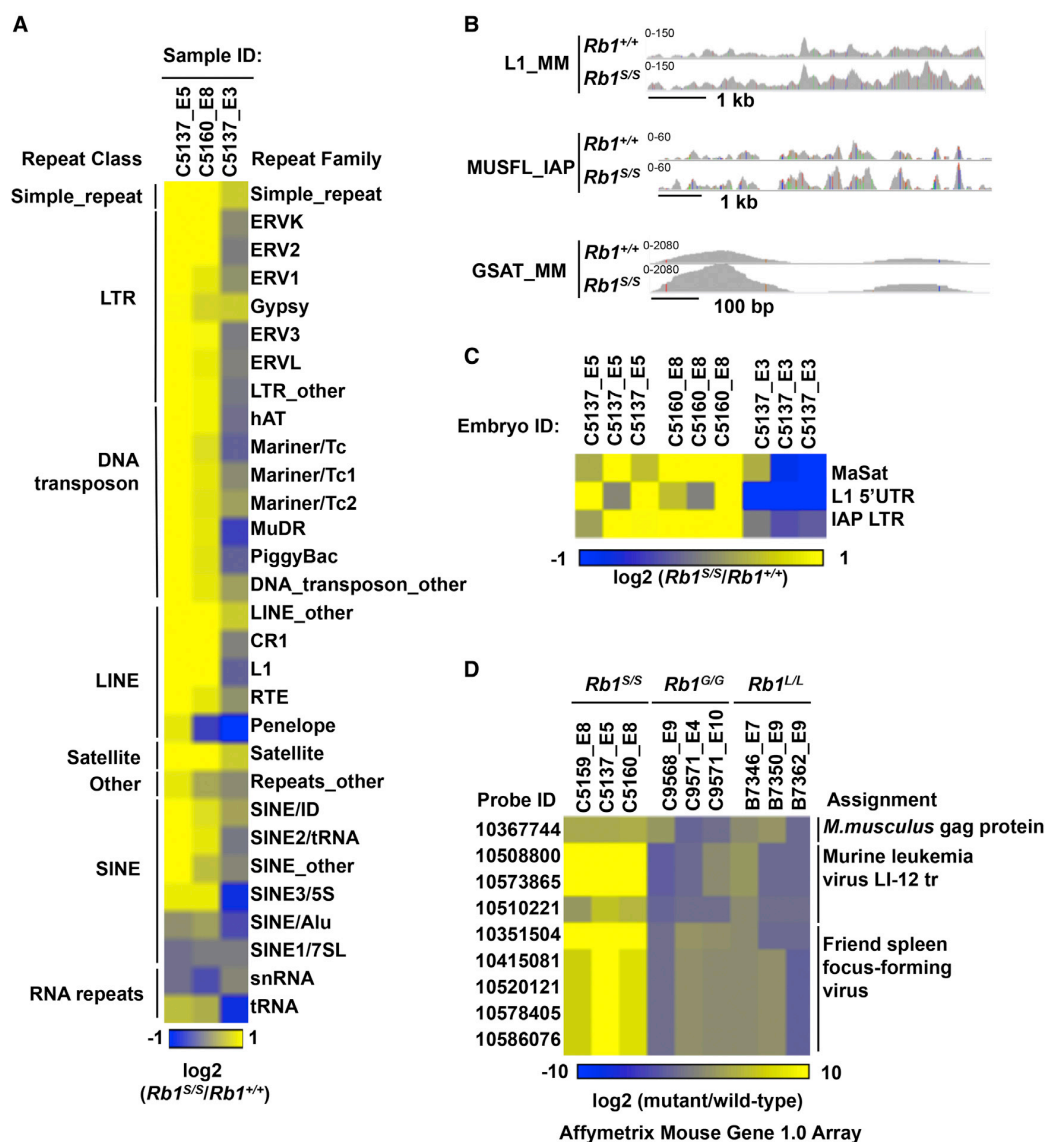 A
Sample ID:
C5137_E5
C5160_E8
C5137_E3
Repeat Class
Repeat Family
Simple_repeat
Simple_repeat
LTR
ERVK
ERV2
ERV1
Gypsy
ERV3
ERVL
LTR_other
DNA
transposon
hAT
Mariner/Tc
Mariner/Tc1
Mariner/Tc2
MuDR
PiggyBac
DNA_transposon_other
LINE
LINE_other
CR1
L1
RTE
Penelope
Satellite
Satellite
Other
Repeats_other
SINE
SINE/ID
SINE2/tRNA
SINE_other
SINE3/5S
SINE/Alu
SINE1/7SL
RNA repeats
snRNA
tRNA
-1 1
log2
(Rb1S/S/Rb1+/+)
B
L1_MM
Rb1+/+
0-150
Rb1S/S
0-150
1 kb
MUSFL_IAP
Rb1+/+
0-60
Rb1S/S
0-60
1 kb
GSAT_MM
Rb1+/+
0-2080
Rb1S/S
0-2080
100 bp
C
Embryo ID:
C5137_E5
C5137_E5
C5137_E5
C5160_E8
C5160_E8
C5160_E8
C5137_E3
C5137_E3
C5137_E3
MaSat
L1 5'UTR
IAP LTR
-1 1
log2 (Rb1S/S/Rb1+/+)
D
Rb1S/S Rb1G/G Rb1L/L
C5159_E8
C5137_E5
C5160_E8
C9568_E9
C9571_E4
C9571_E10
B7346_E7
B7350_E9
B7362_E9
Probe ID
Assignment
10367744
10508800
10573865
10510221
10351504
10415081
10520121
10578405
10586076
M.musculus gag protein
Murine leukemia
virus LI-12 tr
Friend spleen
focus-forming
virus
-10 10
log2 (mutant/wild-type)
Affymetrix Mouse Gene 1.0 Array